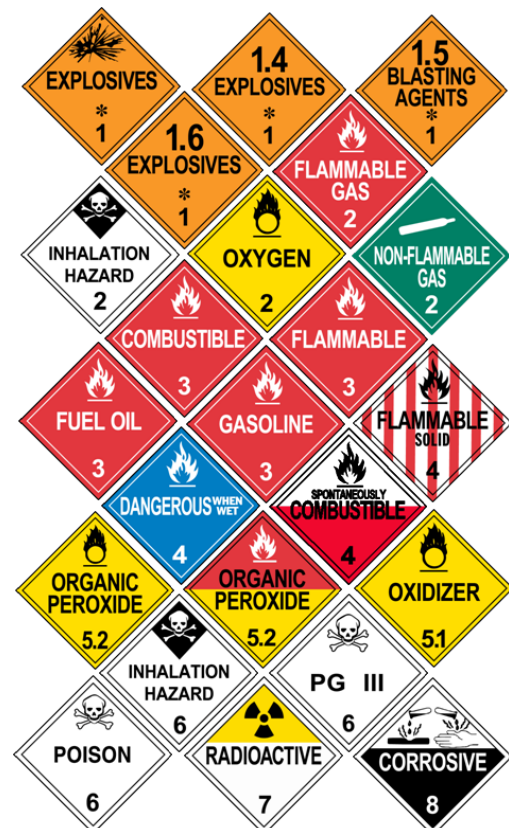 EXPLOSIVES
*
1
1.4
EXPLOSIVES
*
1
1.5
BLASTING
AGENTS
*
1
1.6
EXPLOSIVES
*
1
FLAMMABLE
GAS
2
INHALATION
HAZARD
2
OXYGEN
2
NON-FLAMMABLE
GAS
2
COMBUSTIBLE
3
FLAMMABLE
3
FUEL OIL
3
GASOLINE
3
FLAMMABLE
SOLID
4
DANGEROUS WHEN
WET
4
SPONTANEOUSLY
COMBUSTIBLE
4
ORGANIC
PEROXIDE
5.2
ORGANIC
PEROXIDE
5.2
OXIDIZER
5.1
INHALATION
HAZARD
6
PG III
6
POISON
6
RADIOACTIVE
7
CORROSIVE
8